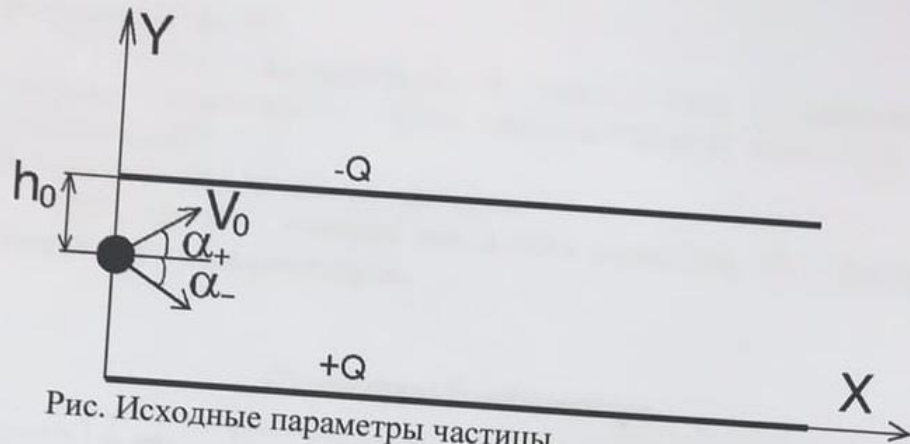 Y
-Q
h₀
V₀
α₊
α₋
+Q
X
Рис. Исходные параметры частицы